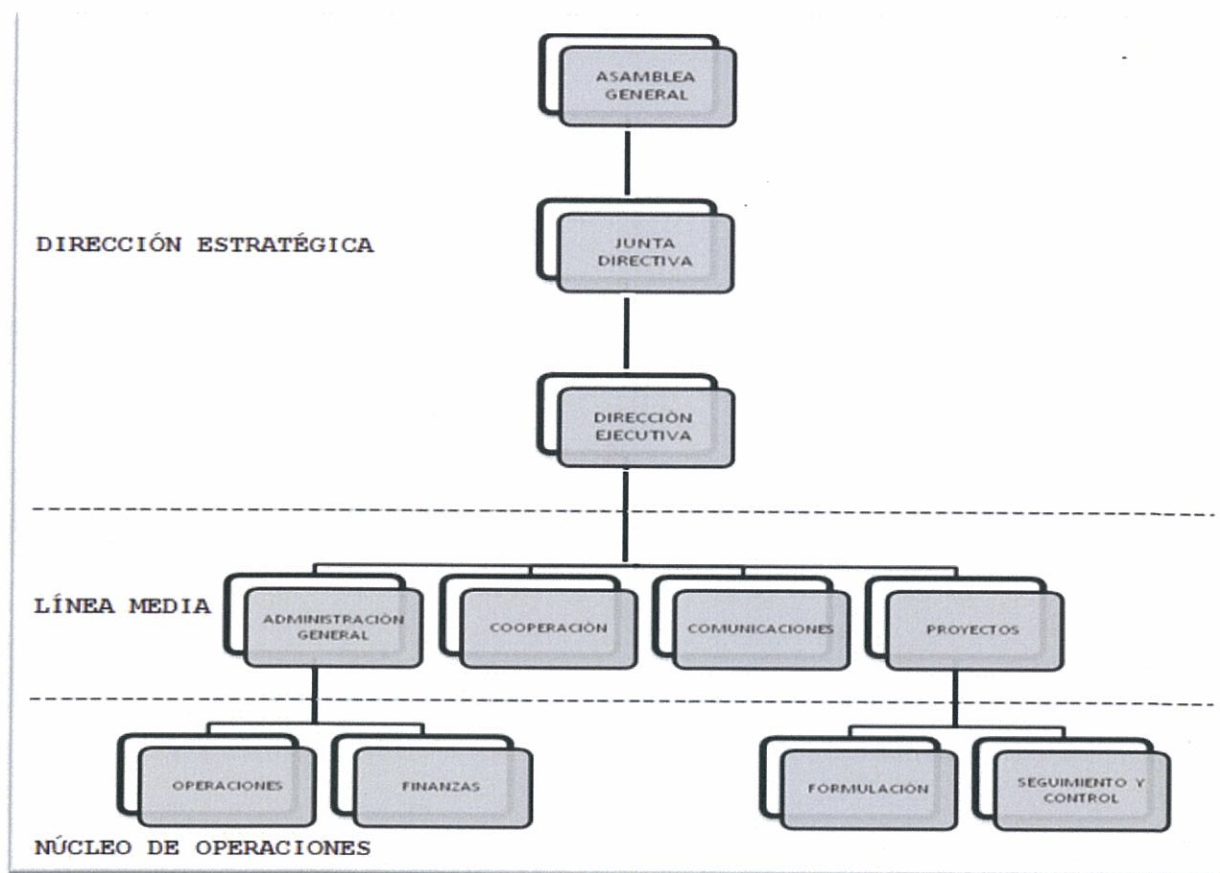 ASAMBLEA
GENERAL
DIRECCIÓN ESTRATÉGICA
JUNTA
DIRECTIVA
DIRECCIÓN
EJECUTIVA
LÍNEA MEDIA
ADMINISTRACIÓN
GENERAL
COOPERACIÓN
COMUNICACIONES
PROYECTOS
OPERACIONES
FINANZAS
FORMULACIÓN
SEGUIMIENTO Y
CONTROL
NÚCLEO DE OPERACIONES